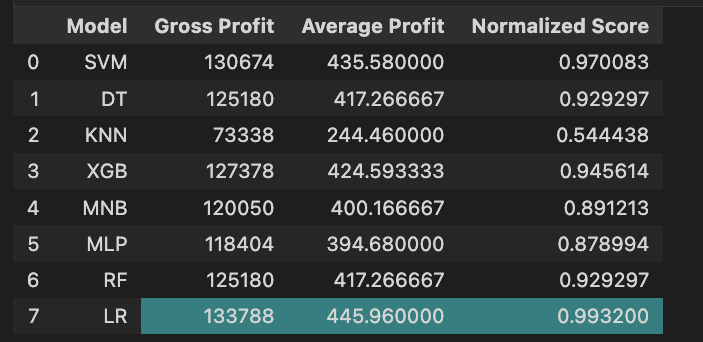 Model Gross Profit Average Profit Normalized Score
0 SVM 130674 435.580000 0.970083
1 DT 125180 417.266667 0.929297
2 KNN 73338 244.460000 0.544438
3 XGB 127378 424.593333 0.945614
4 MNB 120050 400.166667 0.891213
5 MLP 118404 394.680000 0.878994
6 RF 125180 417.266667 0.929297
7 LR 133788 445.960000 0.993200